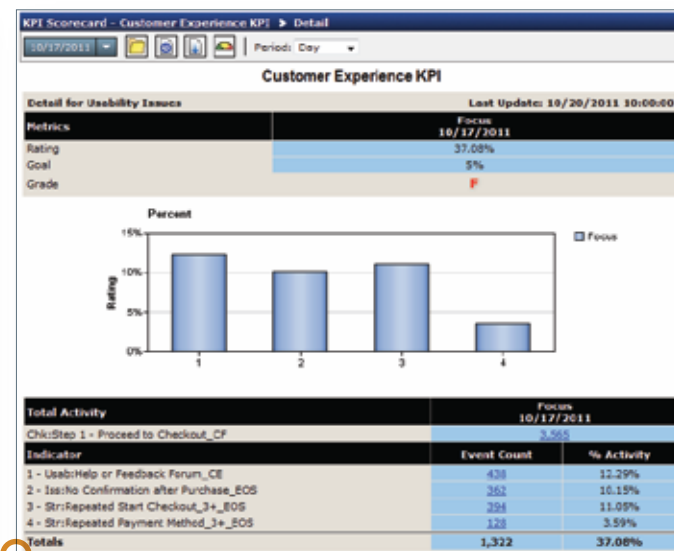 KPI Scorecard - Customer Experience KPI > Detail
10/17/2011 Period: Day
Customer Experience KPI
Detail for Usability Issues Last Update: 10/20/2011 10:00:00
Metrics Focus
10/17/2011
Rating 37.08%
Goal 5%
Grade F
Percent
15%
10%
5%
0%
Rating
1 2 3 4
Focus
Total Activity Focus
10/17/2011
Chk:Step 1 - Proceed to Checkout_CF 3,565
Indicator Event Count % Activity
1 - Usab:Help or Feedback Forum_CE 438 12.29%
2 - Iss:No Confirmation after Purchase_EOS 362 10.15%
3 - Str:Repeated Start Checkout_3+_EOS 394 11.05%
4 - Str:Repeated Payment Method_3+_EOS 128 3.59%
Totals 1,322 37.08%